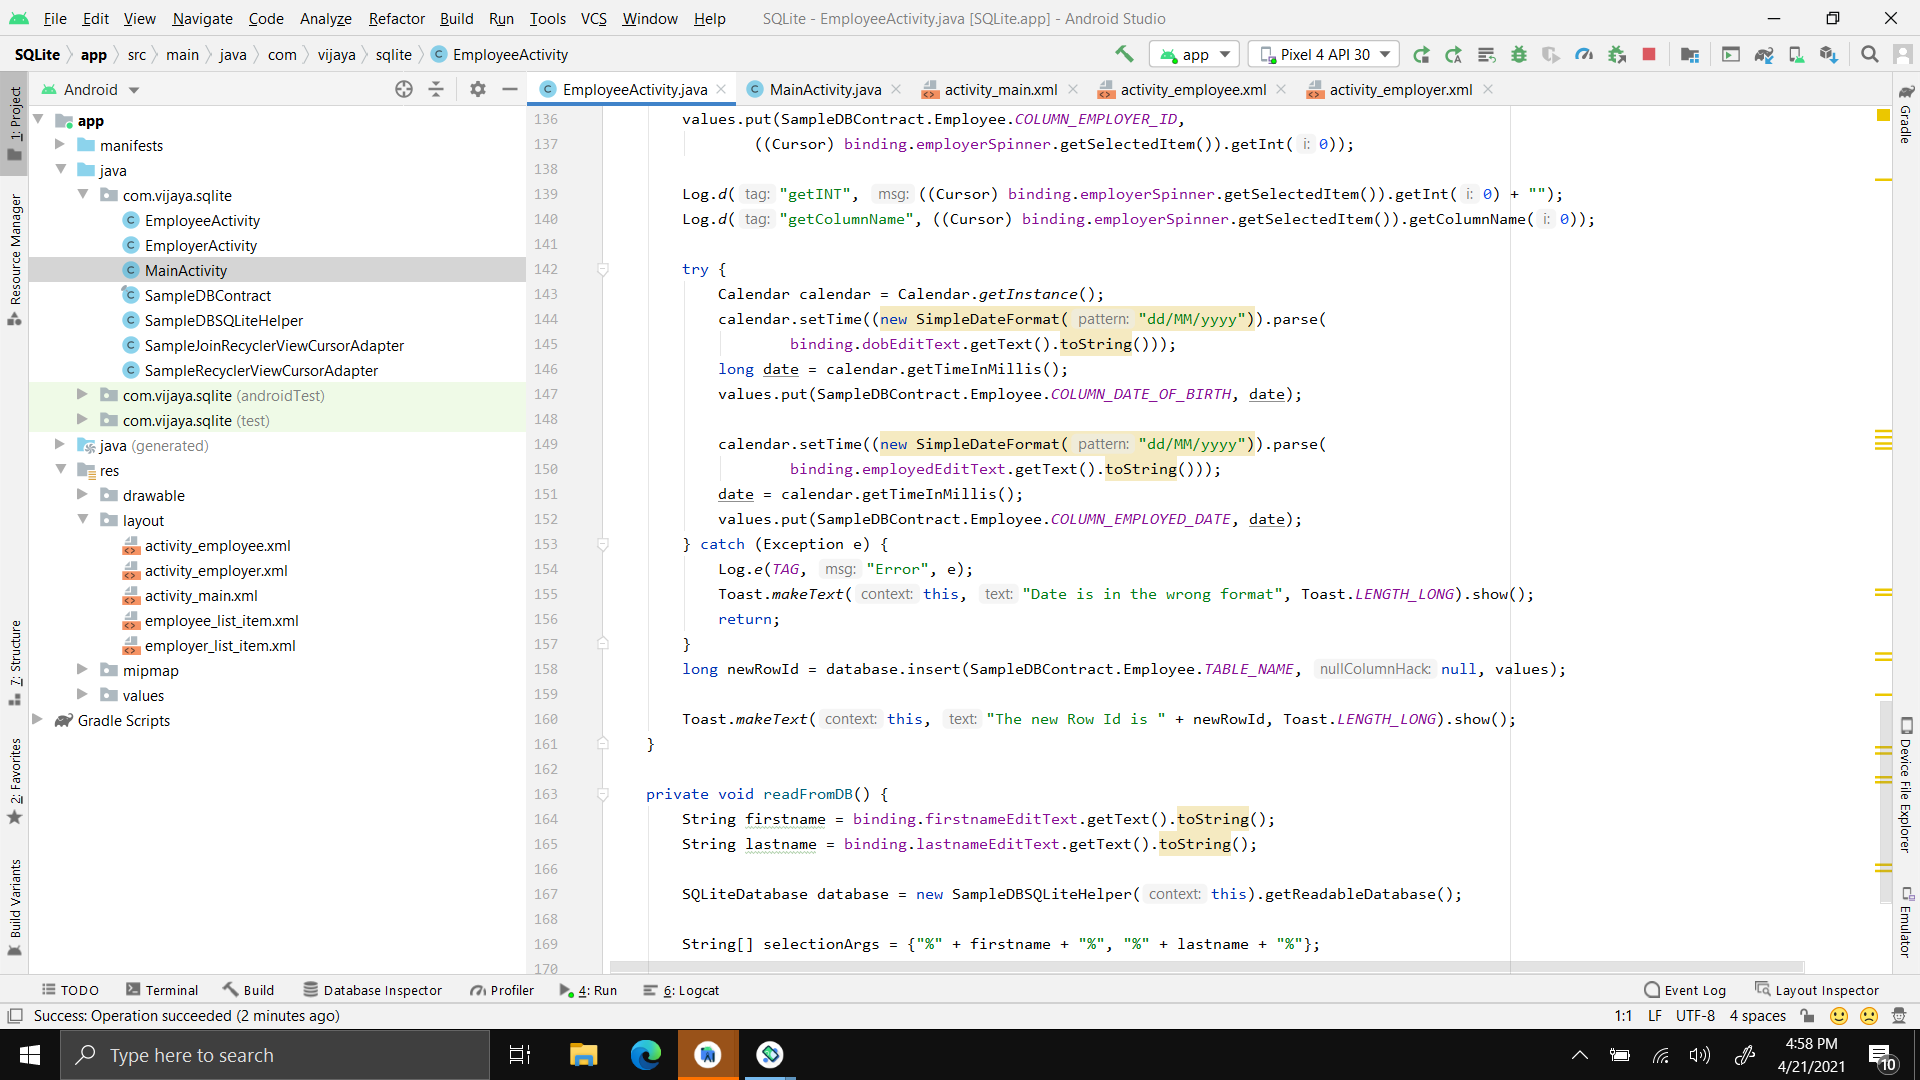 File Edit View Navigate Code Analyze Refactor Build Run Tools VCS Window Help SQLite - EmployeeActivity.java [SQLite.app] - Android Studio
SQLite app src main java com vijaya sqlite EmployeeActivity app Pixel 4 API 30
Android
EmployeeActivity.java MainActivity.java activity_main.xml activity_employee.xml activity_employer.xml
1: Project
Resource Manager
7: Structure
2: Favorites
Build Variants
app
manifests
java
com.vijaya.sqlite
EmployeeActivity
EmployerActivity
MainActivity
SampleDBContract
SampleDBSQLiteHelper
SampleJoinRecyclerViewCursorAdapter
SampleRecyclerViewCursorAdapter
com.vijaya.sqlite (androidTest)
com.vijaya.sqlite (test)
java (generated)
res
drawable
layout
activity_employee.xml
activity_employer.xml
activity_main.xml
employee_list_item.xml
employer_list_item.xml
mipmap
values
Gradle Scripts
136 values.put(SampleDBContract.Employee.COLUMN_EMPLOYER_ID,
137 ((Cursor) binding.employerSpinner.getSelectedItem()).getInt( i: 0));
138
139 Log.d( tag: "getINT", msg: ((Cursor) binding.employerSpinner.getSelectedItem()).getInt( i: 0) + "");
140 Log.d( tag: "getColumnName", ((Cursor) binding.employerSpinner.getSelectedItem()).getColumnName( i: 0));
141
142 try {
143 Calendar calendar = Calendar.getInstance();
144 calendar.setTime((new SimpleDateFormat( pattern: "dd/MM/yyyy")).parse(
145 binding.dobEditText.getText().toString()));
146 long date = calendar.getTimeInMillis();
147 values.put(SampleDBContract.Employee.COLUMN_DATE_OF_BIRTH, date);
148
149 calendar.setTime((new SimpleDateFormat( pattern: "dd/MM/yyyy")).parse(
150 binding.employedEditText.getText().toString()));
151 date = calendar.getTimeInMillis();
152 values.put(SampleDBContract.Employee.COLUMN_EMPLOYED_DATE, date);
153 } catch (Exception e) {
154 Log.e(TAG, msg: "Error", e);
155 Toast.makeText( context: this, text: "Date is in the wrong format", Toast.LENGTH_LONG).show();
156 return;
157 }
158 long newRowId = database.insert(SampleDBContract.Employee.TABLE_NAME, nullColumnHack: null, values);
159
160 Toast.makeText( context: this, text: "The new Row Id is " + newRowId, Toast.LENGTH_LONG).show();
161 }
162
163 private void readFromDB() {
164 String firstname = binding.firstnameEditText.getText().toString();
165 String lastname = binding.lastnameEditText.getText().toString();
166
167 SQLiteDatabase database = new SampleDBSQLiteHelper( context: this).getReadableDatabase();
168
169 String[] selectionArgs = {"%" + firstname + "%", "%" + lastname + "%"};
170
Gradle
Device File Explorer
Emulator
TODO Terminal Build Database Inspector Profiler 4: Run 6: Logcat Event Log Layout Inspector
Success: Operation succeeded (2 minutes ago) 1:1 LF UTF-8 4 spaces
Type here to search
4:58 PM
4/21/2021
10